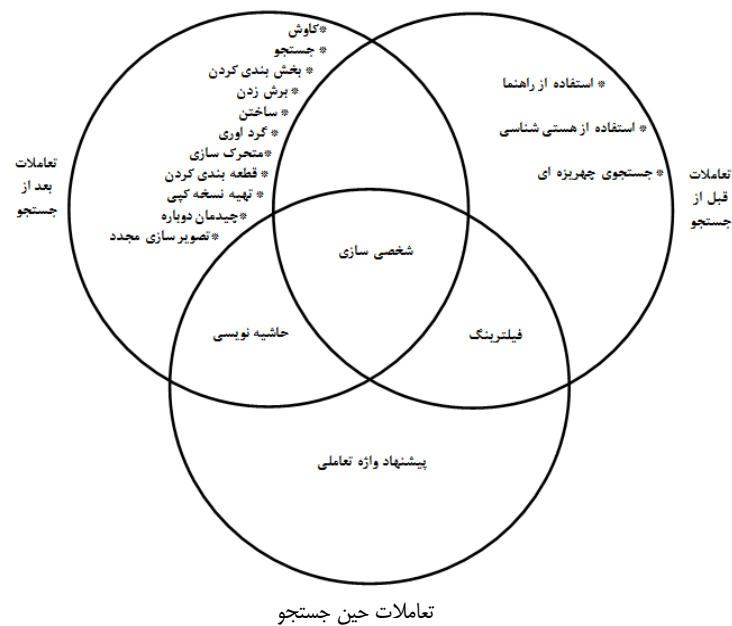 *کاوش
* جستجو
* بخش بندی کردن
* برش زدن
* ساختن
* گرد اوری
*متحرک سازی
* قطعه بندی کردن
* تهیه نسخه کپی
*چیدمان دوباره
*تصویر سازی مجدد
* استفاده از راهنما
* استفاده از هستی شناسی
* جستجوی چهریزه ای
تعاملات
قبل از
جستجو
تعاملات
بعد از
جستجو
شخصی سازی
حاشیه نویسی
فیلترینگ
پیشنهاد واژه تعاملی
تعاملات حین جستجو